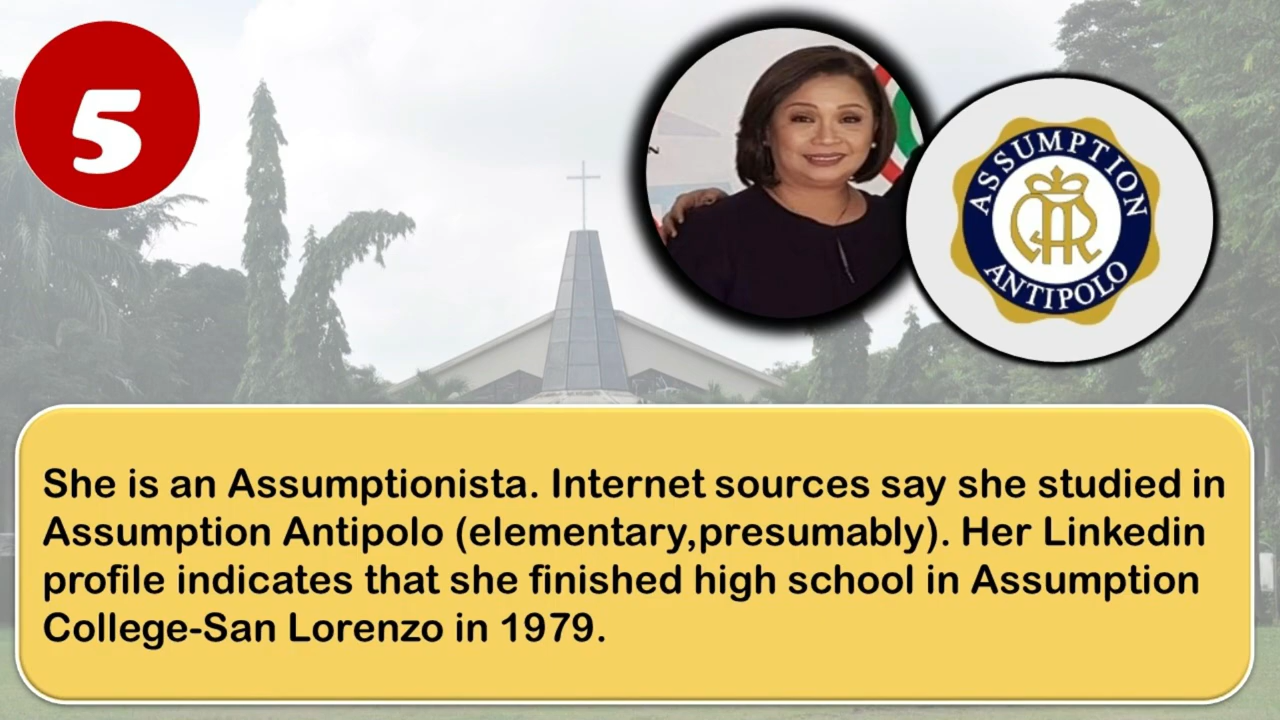 5
ASSUMPTION
ANTIPOLO
She is an Assumptionista. Internet sources say she studied in
Assumption Antipolo (elementary,presumably). Her Linkedin
profile indicates that she finished high school in Assumption
College-San Lorenzo in 1979.